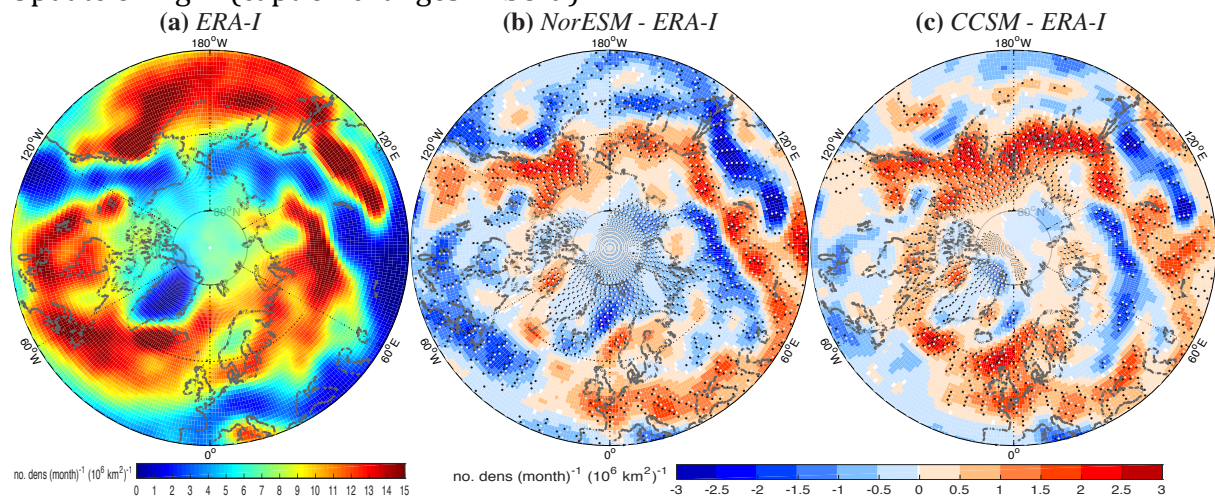 (a) ERA-I
(b) NorESM - ERA-I
(c) CCSM - ERA-I
180°W
180°W
180°W
120°W
120°E
120°W
120°E
120°W
120°E
80°N
80°N
60°W
60°E
60°W
60°E
60°W
60°E
0°
0°
0°
no. dens (month)⁻¹ (10⁶ km²)⁻¹
0 1 2 3 4 5 6 7 8 9 10 11 12 13 14 15
no. dens (month)⁻¹ (10⁶ km²)⁻¹
-3 -2.5 -2 -1.5 -1 -0.5 0 0.5 1 1.5 2 2.5 3